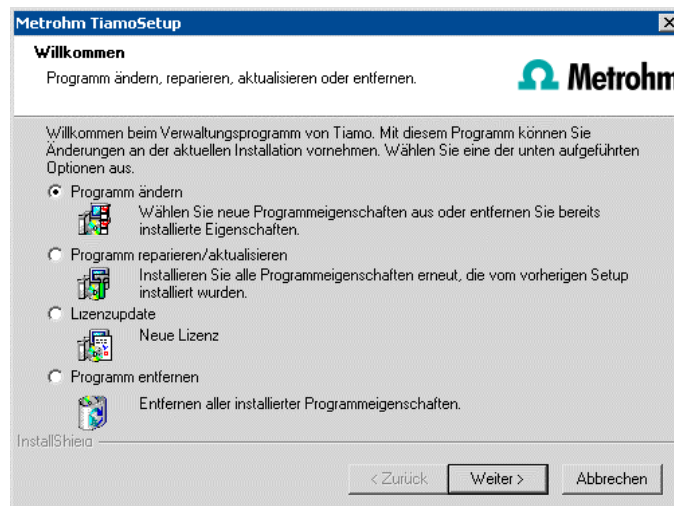 Metrohm TiamoSetup
Willkommen
Programm ändern, reparieren, aktualisieren oder entfernen.
Metrohm
Willkommen beim Verwaltungsprogramm von Tiamo. Mit diesem Programm können Sie
Änderungen an der aktuellen Installation vornehmen. Wählen Sie eine der unten aufgeführten
Optionen aus.
Programm ändern
Wählen Sie neue Programmeigenschaften aus oder entfernen Sie bereits
installierte Eigenschaften.
Programm reparieren/aktualisieren
Installieren Sie alle Programmeigenschaften erneut, die vom vorherigen Setup
installiert wurden.
Lizenzupdate
Neue Lizenz
Programm entfernen
Entfernen aller installierter Programmeigenschaften.
InstallShield
< Zurück
Weiter >
Abbrechen